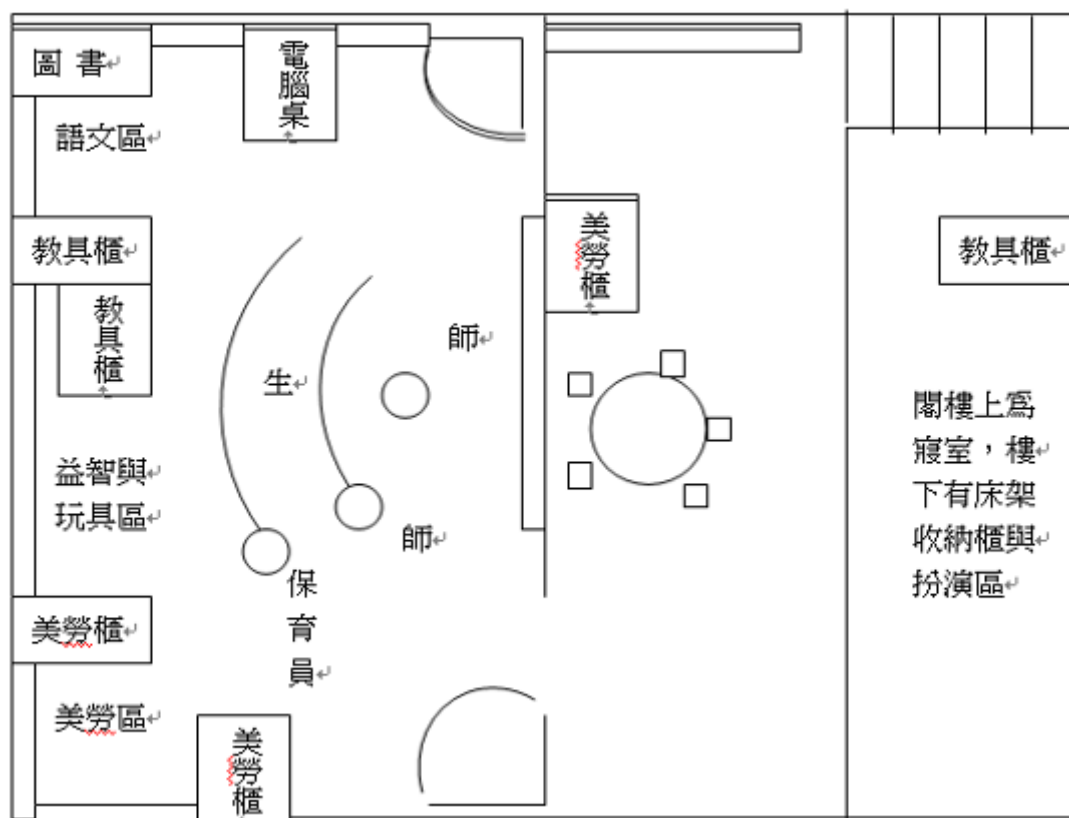 圖 書
電腦桌
語文區
教具櫃
教具櫃
益智與
玩具區
美勞櫃
美勞區
美勞櫃
生
師
師
保育員
美勞櫃
教具櫃
閣樓上爲
寢室，樓
下有床架
收納櫃與
扮演區